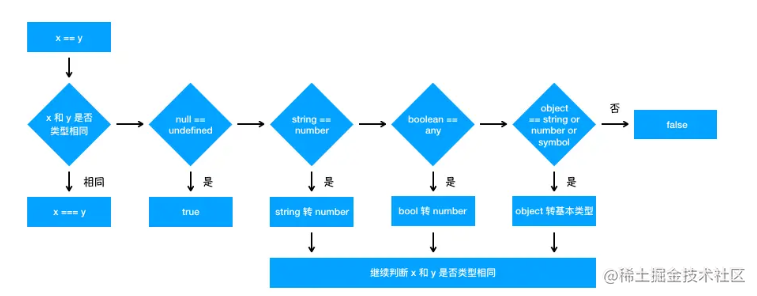 x == y
x 和 y 是否
类型相同
null ==
undefined
string ==
number
boolean ==
any
object
== string or
number or
symbol
否
false
相同
是
是
是
是
x === y
true
string 转 number
bool 转 number
object 转基本类型
继续判断 x 和 y 是否类型相同
@稀土掘金技术社区